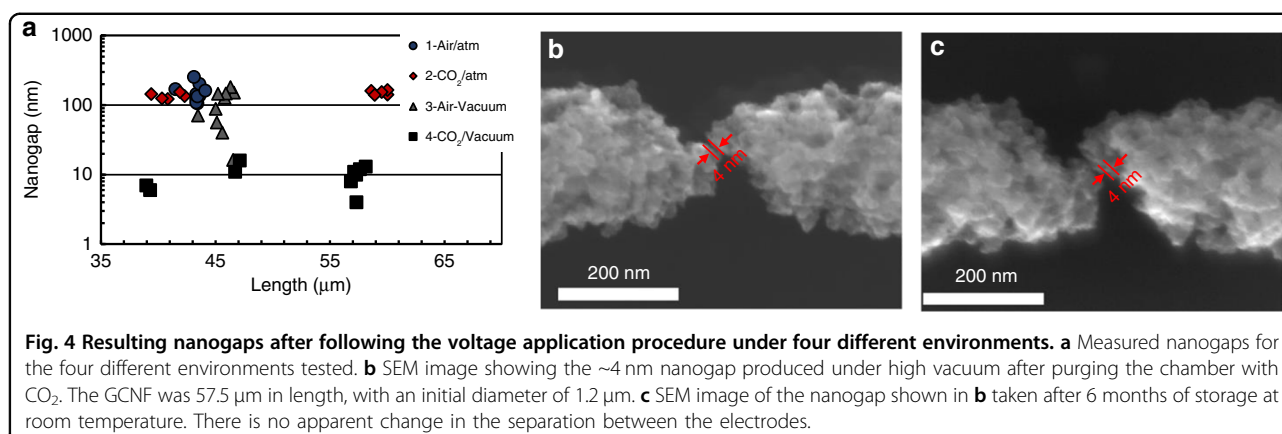 a
1000
100
10
1
Nanogap (nm)
35
45
55
65
Length (μm)
1-Air/atm
2-CO₂/atm
3-Air-Vacuum
4-CO₂/Vacuum
b
4 nm
200 nm
c
4 nm
200 nm
Fig. 4 Resulting nanogaps after following the voltage application procedure under four different environments. a Measured nanogaps for
the four different environments tested. b SEM image showing the ~4 nm nanogap produced under high vacuum after purging the chamber with
CO₂. The GCNF was 57.5 μm in length, with an initial diameter of 1.2 μm. c SEM image of the nanogap shown in b taken after 6 months of storage at
room temperature. There is no apparent change in the separation between the electrodes.